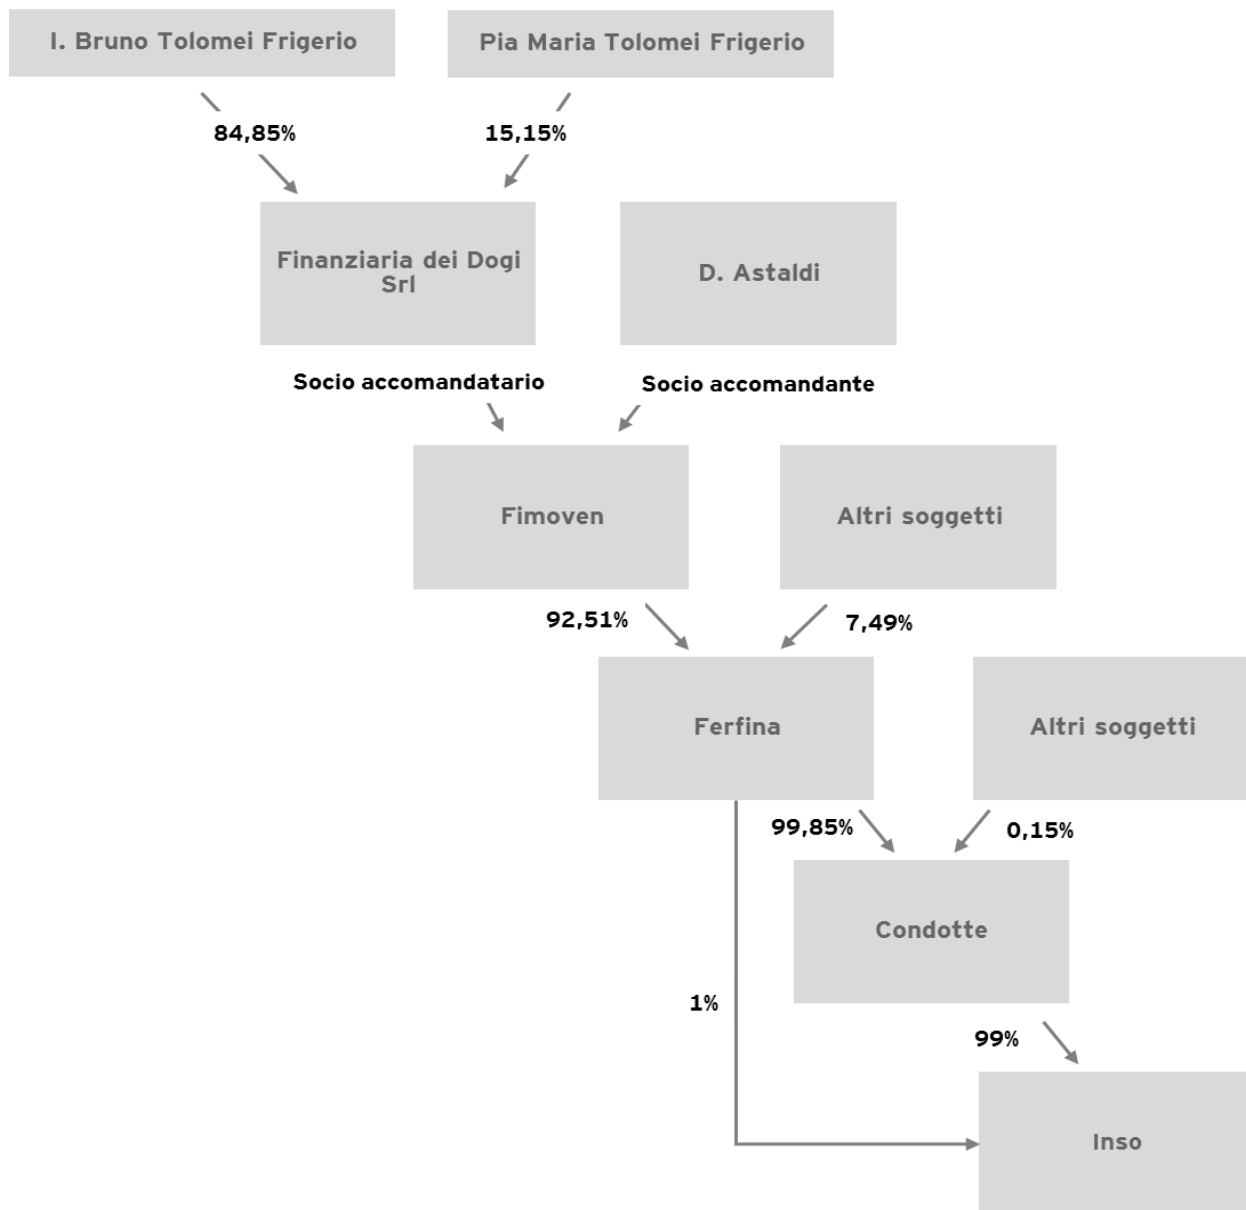 I. Bruno Tolomei Frigerio
Pia Maria Tolomei Frigerio
84,85%
15,15%
Finanziaria dei Dogi
Srl
D. Astaldi
Socio accomandatario
Socio accomandante
Fimoven
Altri soggetti
92,51%
7,49%
Ferfina
Altri soggetti
99,85%
0,15%
Condotte
1%
99%
Inso